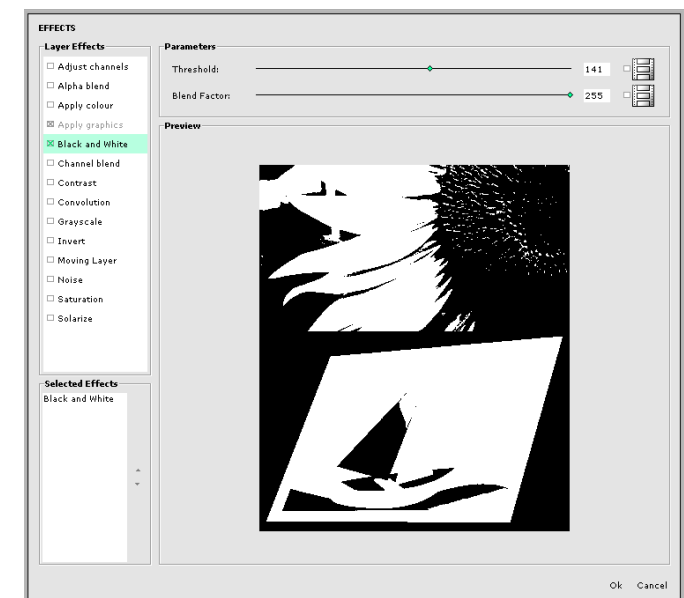 EFFECTS
Layer Effects
Adjust channels
Alpha blend
Apply colour
Apply graphics
Black and White
Channel blend
Contrast
Convolution
Grayscale
Invert
Moving Layer
Noise
Saturation
Solarize
Selected Effects
Black and White
Parameters
Threshold: 141
Blend Factor: 255
Preview
Ok Cancel